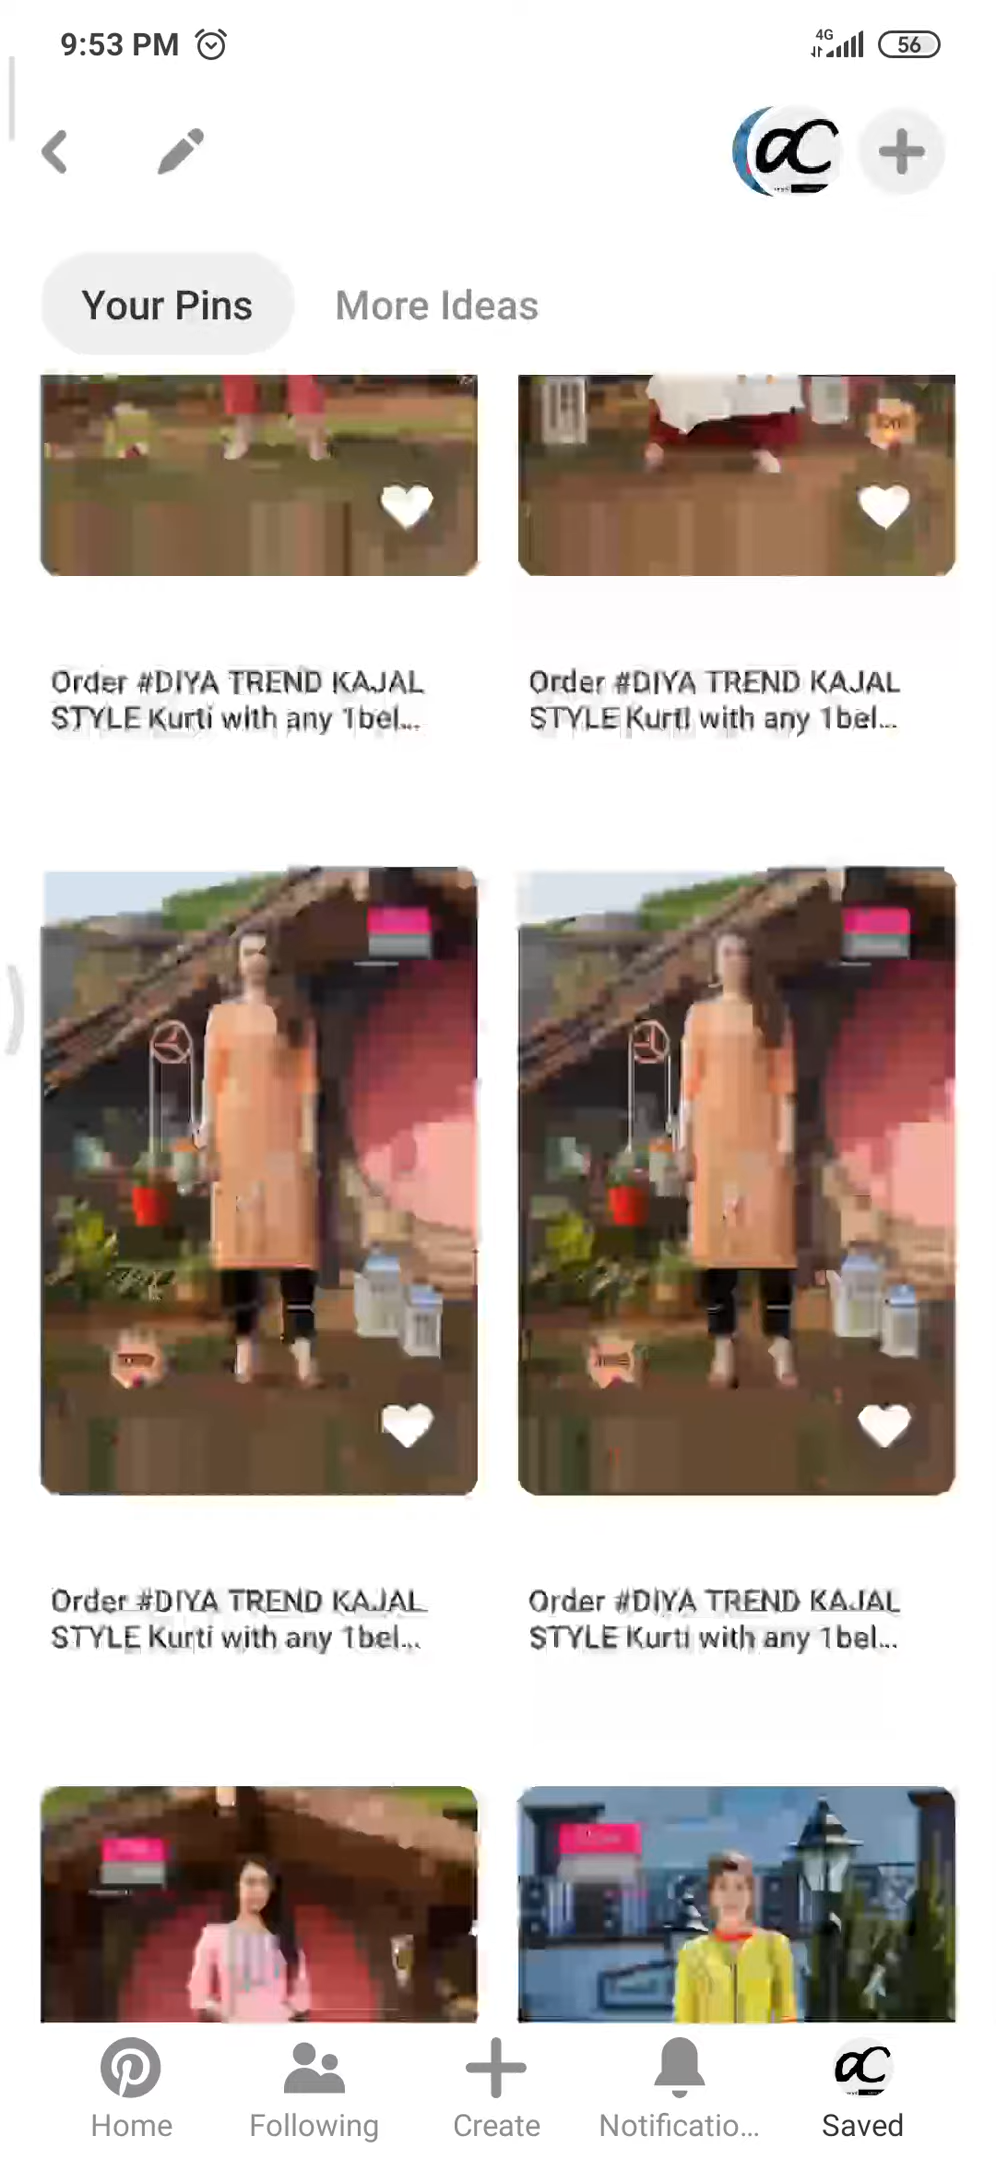 9:53 PM
4G
56
aC
Your Pins
More Ideas
Order #DIYA TREND KAJAL
STYLE Kurti with any 1bel...
Order #DIYA TREND KAJAL
STYLE Kurti with any 1bel...
Order #DIYA TREND KAJAL
STYLE Kurti with any 1bel...
Order #DIYA TREND KAJAL
STYLE Kurti with any 1bel...
aC
Home
Following
Create
Notificatio...
Saved